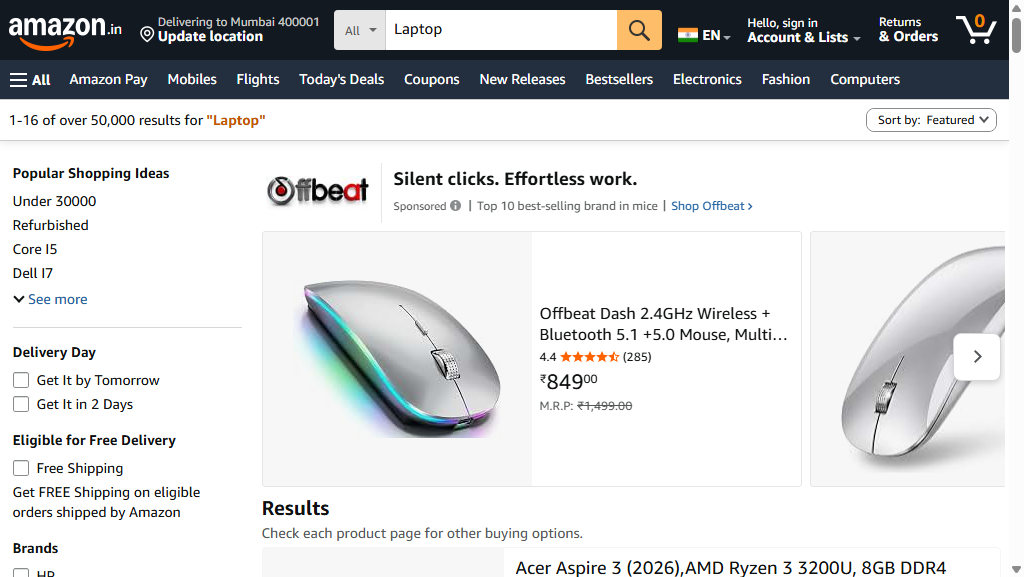 amazon.in
Delivering to Mumbai 400001
Update location
All
Laptop
EN
Hello, sign in
Account & Lists
Returns
& Orders
0
All
Amazon Pay
Mobiles
Flights
Today's Deals
Coupons
New Releases
Bestsellers
Electronics
Fashion
Computers
1-16 of over 50,000 results for "Laptop"
Sort by: Featured
Popular Shopping Ideas
Under 30000
Refurbished
Core I5
Dell I7
See more
Delivery Day
Get It by Tomorrow
Get It in 2 Days
Eligible for Free Delivery
Free Shipping
Get FREE Shipping on eligible
orders shipped by Amazon
Brands
HP
Offbeat
Silent clicks. Effortless work.
Sponsored | Top 10 best-selling brand in mice | Shop Offbeat
Offbeat Dash 2.4GHz Wireless +
Bluetooth 5.1 +5.0 Mouse, Multi...
4.4 (285)
₹84900
M.R.P: ₹1,499.00
Results
Check each product page for other buying options.
Acer Aspire 3 (2026),AMD Ryzen 3 3200U, 8GB DDR4